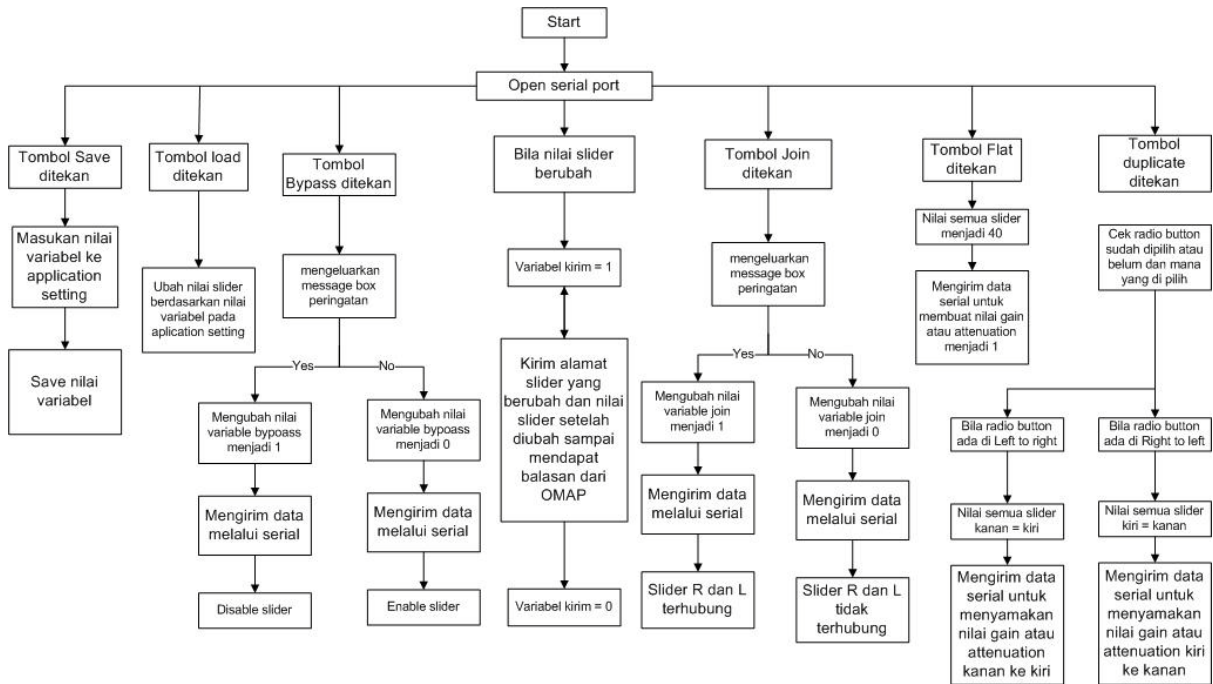 Start
Open serial port
Tombol Save
ditekan
Masukan nilai
variabel ke
application
setting
Save nilai
variabel
Tombol load
ditekan
Ubah nilai slider
berdasarkan nilai
variabel pada
aplication setting
Tombol
Bypass ditekan
mengeluarkan
message box
peringatan
Yes
No
Mengubah nilai
variable bypoass
menjadi 1
Mengirim data
melalui serial
Disable slider
Mengubah nilai
variable bypoass
menjadi 0
Mengirim data
melalui serial
Enable slider
Bila nilai slider
berubah
Variabel kirim = 1
Kirim alamat
slider yang
berubah dan nilai
slider setelah
diubah sampai
mendapat
balasan dari
OMAP
Variabel kirim = 0
Tombol Join
ditekan
mengeluarkan
message box
peringatan
Yes
No
Mengubah nilai
variable join
menjadi 1
Mengirim data
melalui serial
Slider R dan L
terhubung
Mengubah nilai
variable join
menjadi 0
Mengirim data
melalui serial
Slider R dan L
tidak
terhubung
Tombol Flat
ditekan
Nilai semua slider
menjadi 40
Mengirim data
serial untuk
membuat nilai gain
atau attenuation
menjadi 1
Tombol
duplicate
ditekan
Cek radio button
sudah dipilih atau
belum dan mana
yang di pilih
Bila radio button
ada di Left to right
Nilai semua slider
kanan = kiri
Mengirim data
serial untuk
menyamakan
nilai gain atau
attenuation
kanan ke kiri
Bila radio button
ada di Right to left
Nilai semua slider
kiri = kanan
Mengirim data
serial untuk
menyamakan
nilai gain atau
attenuation kiri
ke kanan